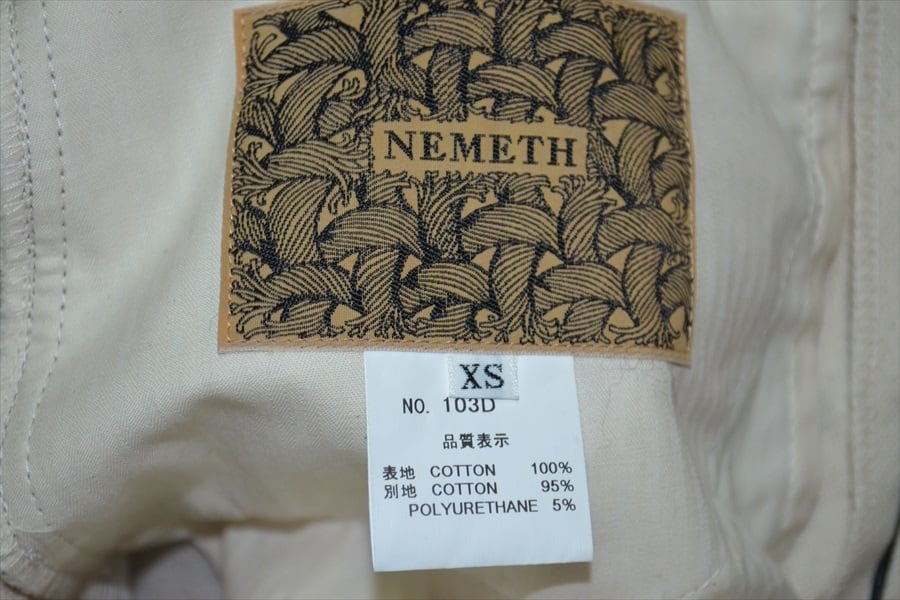 NEMETH
XS
NO. 103D
品質表示
表地 COTTON 100%
別地 COTTON 95%
POLYURETHANE 5%